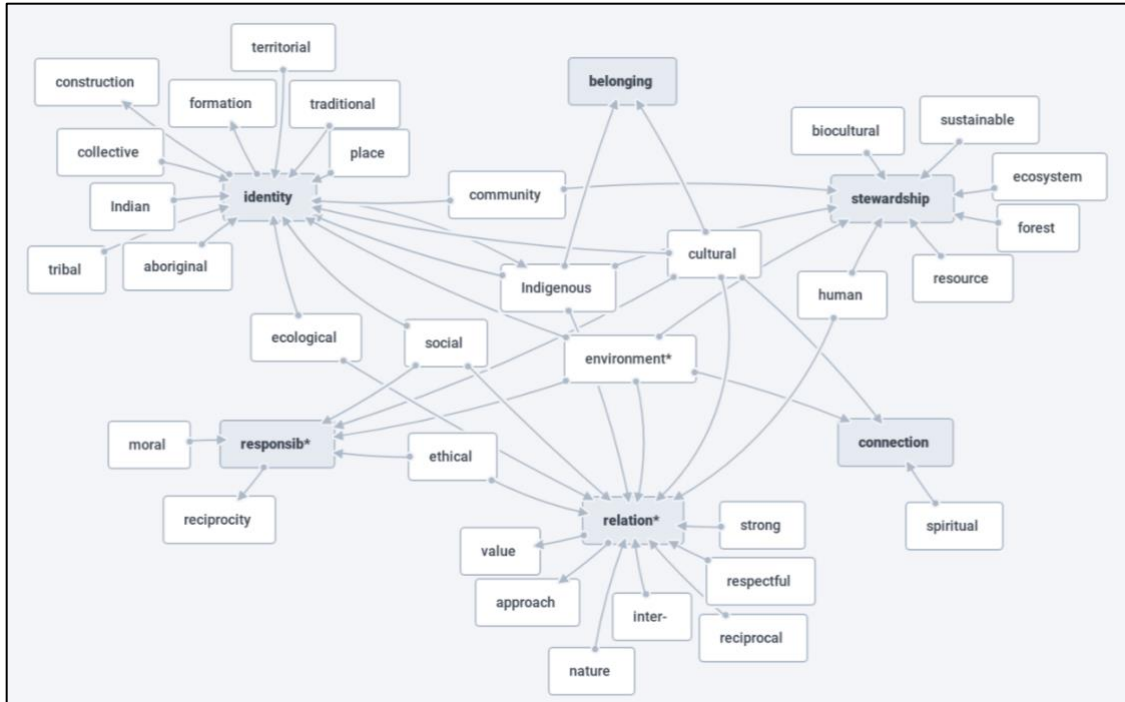 territorial
construction
formation
traditional
belonging
biocultural
sustainable
collective
place
identity
community
stewardship
ecosystem
Indian
forest
tribal
aboriginal
cultural
resource
Indigenous
human
ecological
social
environment*
moral
responsib*
ethical
connection
reciprocity
relation*
strong
spiritual
value
respectful
approach
inter-
reciprocal
nature